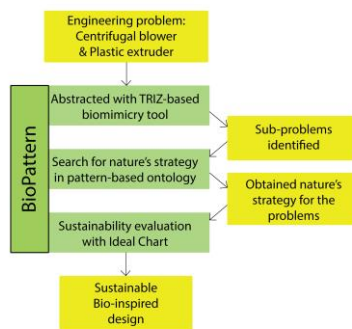 Engineering problem:
Centrifugal blower
& Plastic extruder
Abstracted with TRIZ-based
biomimicry tool
Sub-problems
identified
BioPattern
Search for nature's strategy
in pattern-based ontology
Obtained nature's
strategy for the
problems
Sustainability evaluation
with Ideal Chart
Sustainable
Bio-inspired
design